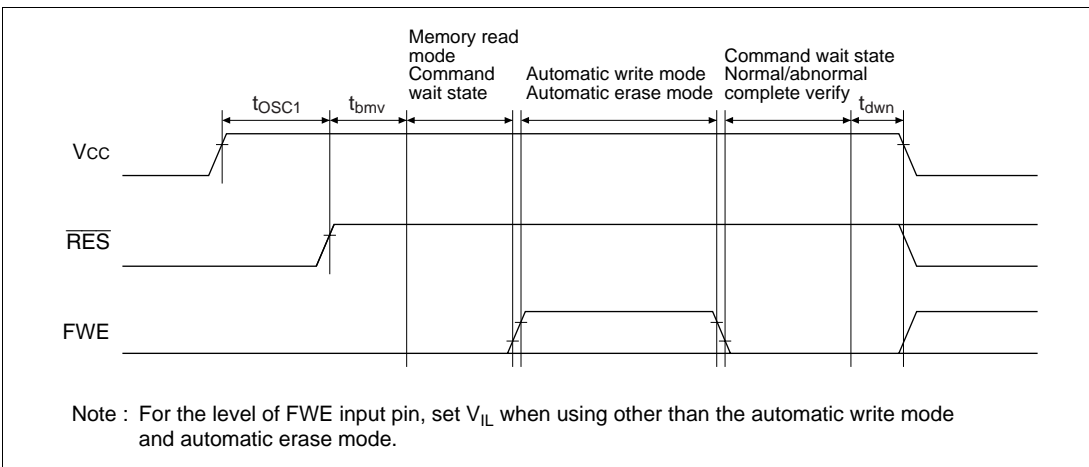 Memory read
mode
Command
wait state
Automatic write mode
Automatic erase mode
Command wait state
Normal/abnormal
complete verify
tOSC1
tbmv
tdwn
VCC
RES
FWE
Note : For the level of FWE input pin, set VIL when using other than the automatic write mode
and automatic erase mode.